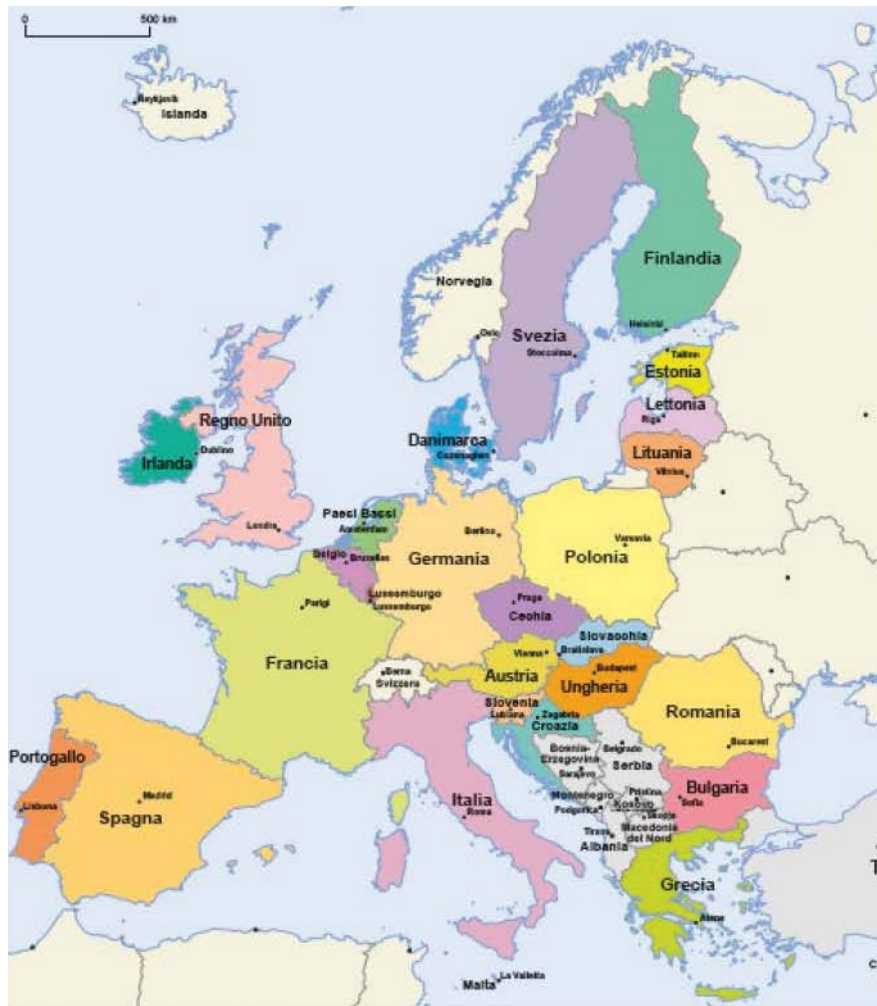 0
500 km
Reykjavik
Islanda
Norvegia
Oslo
Svezia
Stoccolma
Finlandia
Helsinki
Tallinn
Estonia
Lettonia
Riga
Lituania
Vilnius
Regno Unito
Irlanda
Dublino
Londra
Danimarca
Copenaghen
Paesi Bassi
Amsterdam
Belgio
Bruxelles
Lussemburgo
Lussemburgo
Germania
Berlino
Polonia
Varsavia
Praga
Cechia
Slovacchia
Bratislava
Vienna
Austria
Budapest
Ungheria
Parigi
Francia
Berna
Svizzera
Slovenia
Lubiana
Zagabria
Croazia
Romania
Bucarest
Bosnia-
Erzegovina
Sarajevo
Belgrado
Serbia
Montenegro
Podgorica
Pristina
Kosovo
Skopje
Macedonia
del Nord
Tirana
Albania
Bulgaria
Sofia
Portogallo
Lisbona
Madrid
Spagna
Italia
Roma
Grecia
Atene
Malta
La Valletta
T
C